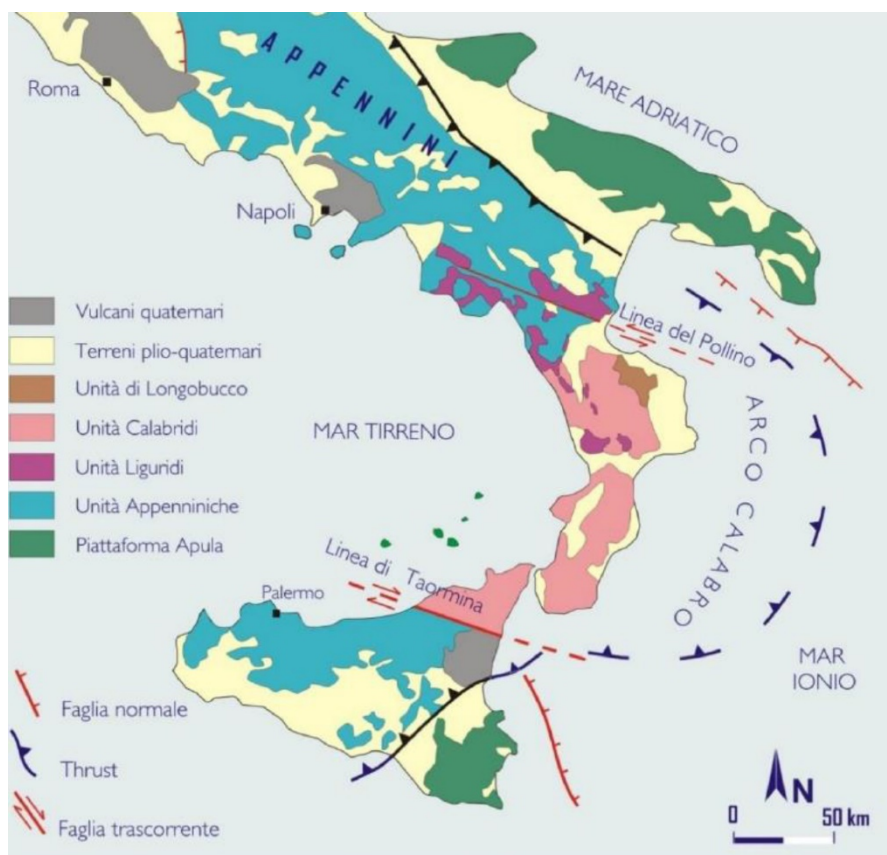 APPENNINI
MARE ADRIATICO
Roma
Napoli
Linea del Pollino
Vulcani quaternari
Terreni plio-quaternari
Unità di Longobucco
Unità Calabridi
Unità Liguridi
Unità Appenniniche
Piattaforma Apula
MAR TIRRENO
ARCO CALABRO
Linea di Taormina
Palermo
MAR
IONIO
Faglia normale
Thrust
Faglia trascorrente
N
0 50 km